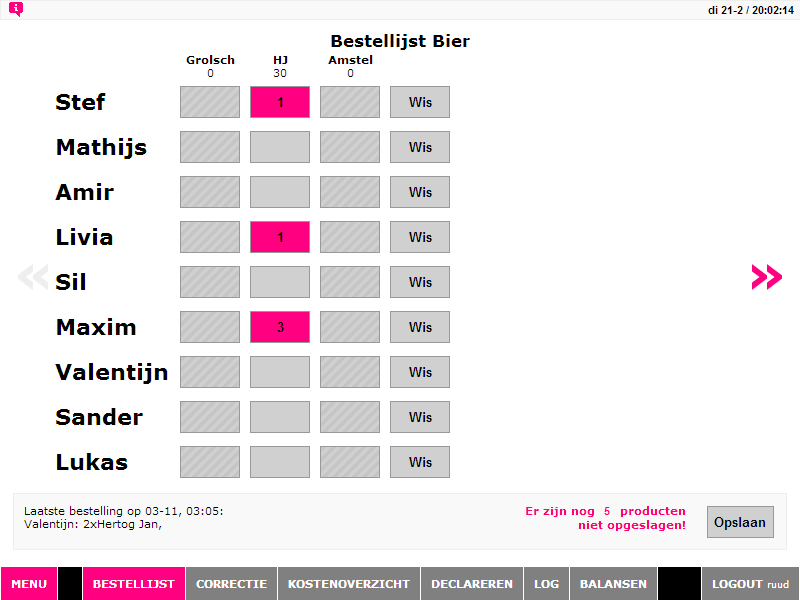 di 21-2 / 20:02:14
Bestellijst Bier
Grolsch HJ Amstel
0 30 0
Stef 1 Wis
Mathijs Wis
Amir Wis
Livia 1 Wis
« Sil Wis »
Maxim 3 Wis
Valentijn Wis
Sander Wis
Lukas Wis
Laatste bestelling op 03-11, 03:05:
Valentijn: 2xHertog Jan,
Er zijn nog 5 producten
niet opgeslagen!
Opslaan
MENU BESTELLIJST CORRECTIE KOSTENOVERZICHT DECLAREREN LOG BALANSEN LOGOUT ruud